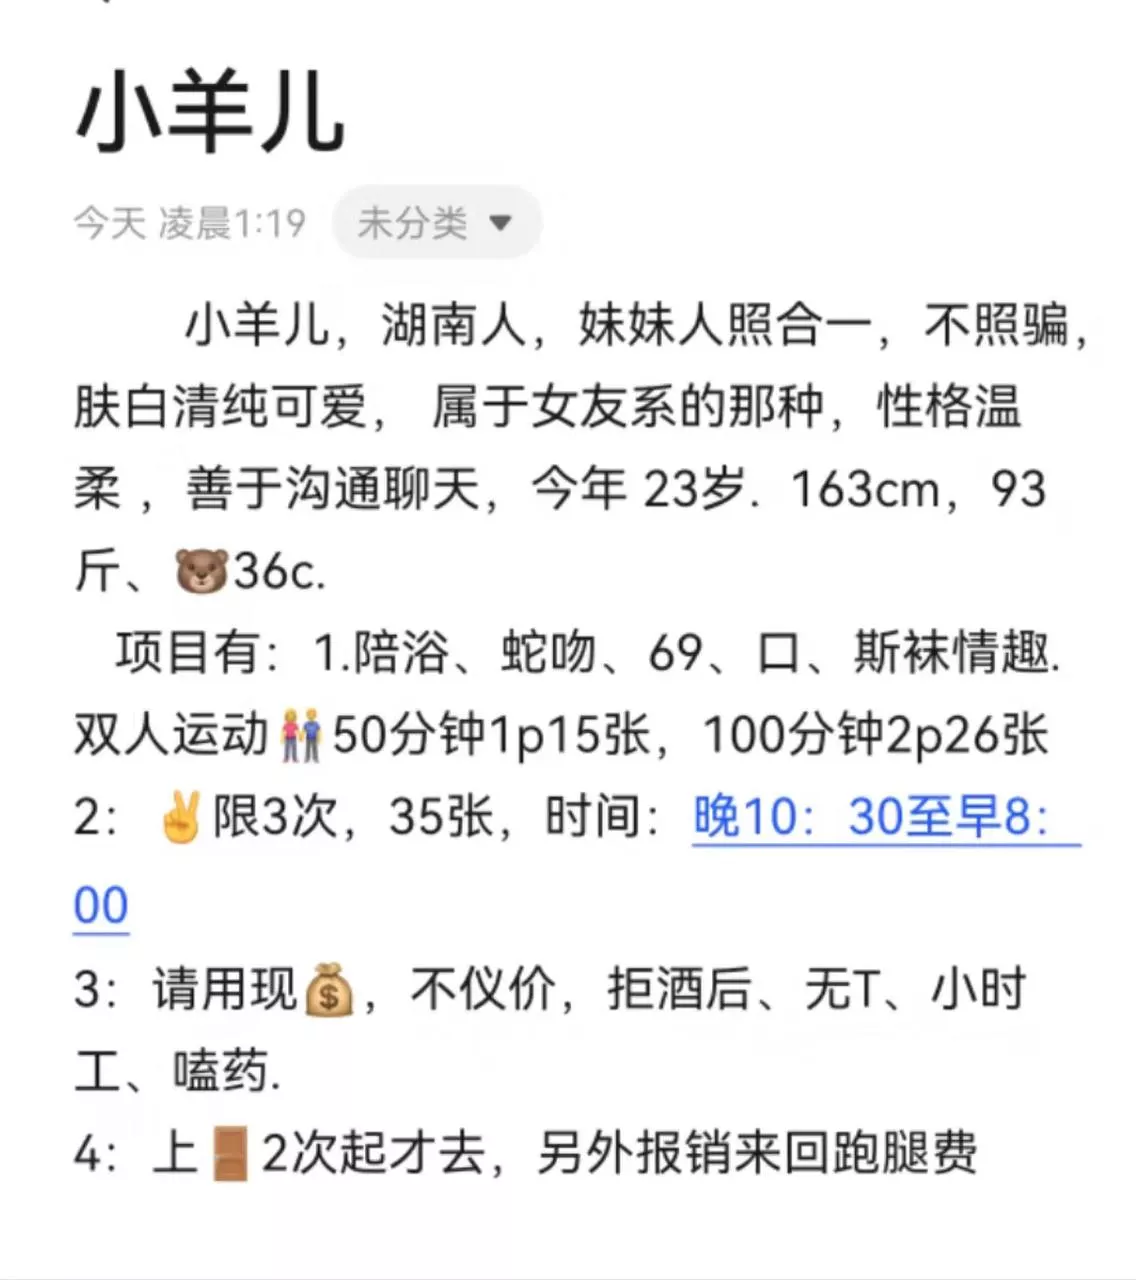 小羊儿
今天 凌晨1:19 未分类
小羊儿，湖南人，妹妹人照合一，不照骗，
肤白清纯可爱， 属于女友系的那种，性格温
柔 ，善于沟通聊天，今年 23岁. 163cm，93
斤、🐻36c.
项目有：1.陪浴、蛇吻、69、口、斯袜情趣.
双人运动👫50分钟1p15张，100分钟2p26张
2：✌️限3次，35张，时间：晚10：30至早8：
00
3：请用现💰，不仪价，拒酒后、无T、小时
工、嗑药.
4：上🚪2次起才去，另外报销来回跑腿费